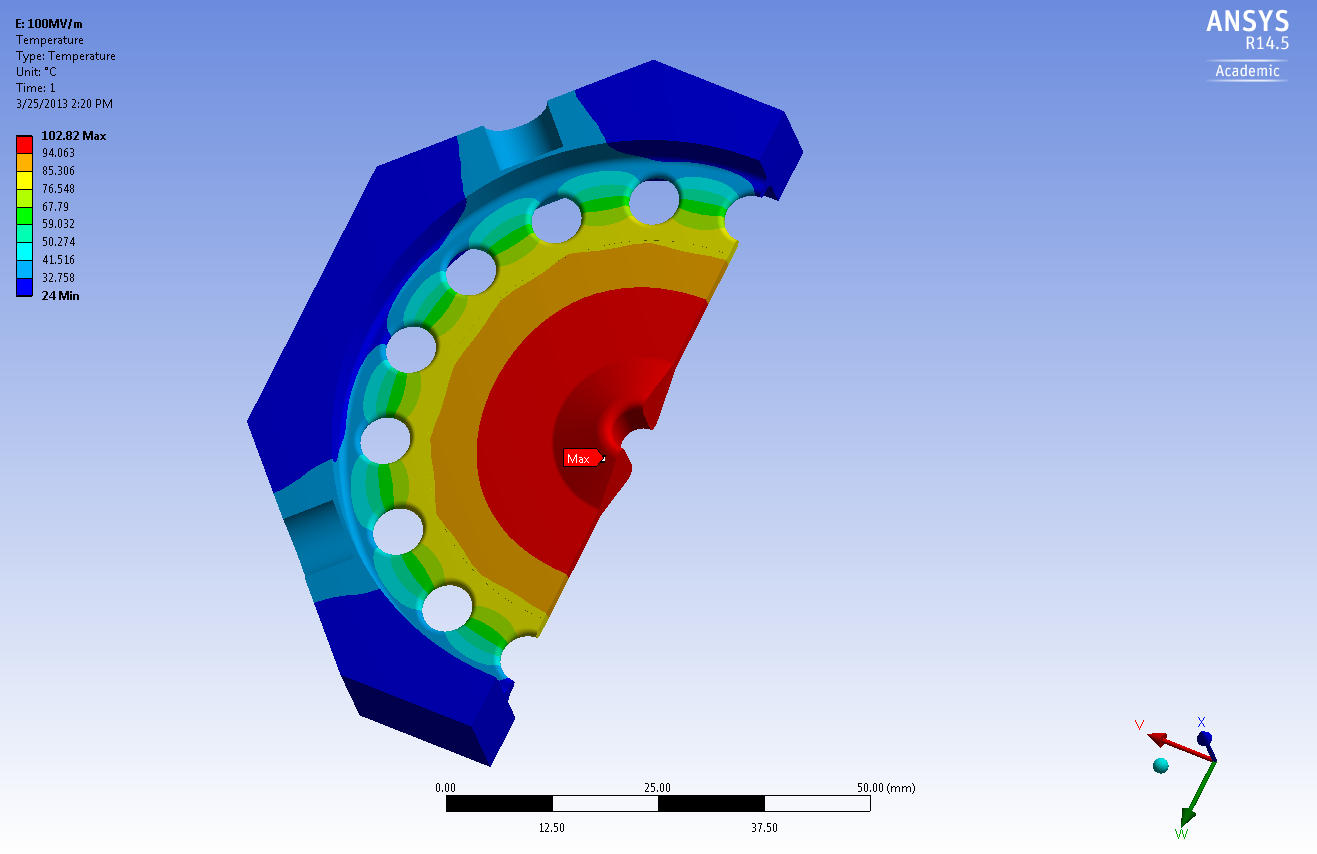 E: 100MV/m
Temperature
Type: Temperature
Unit: °C
Time: 1
3/25/2013 2:20 PM
102.82 Max
94.063
85.306
76.548
67.79
59.032
50.274
41.516
32.758
24 Min
ANSYS
R14.5
Academic
Max
0.00 25.00 50.00 (mm)
12.50 37.50
V X
W